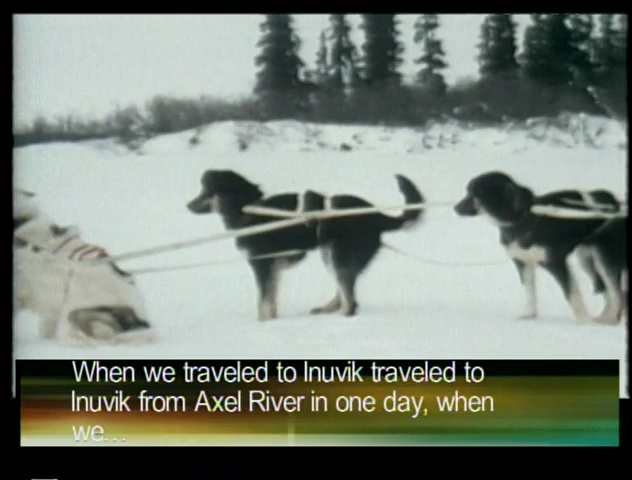 When we traveled to Inuvik traveled to
Inuvik from Axel River in one day, when
we...